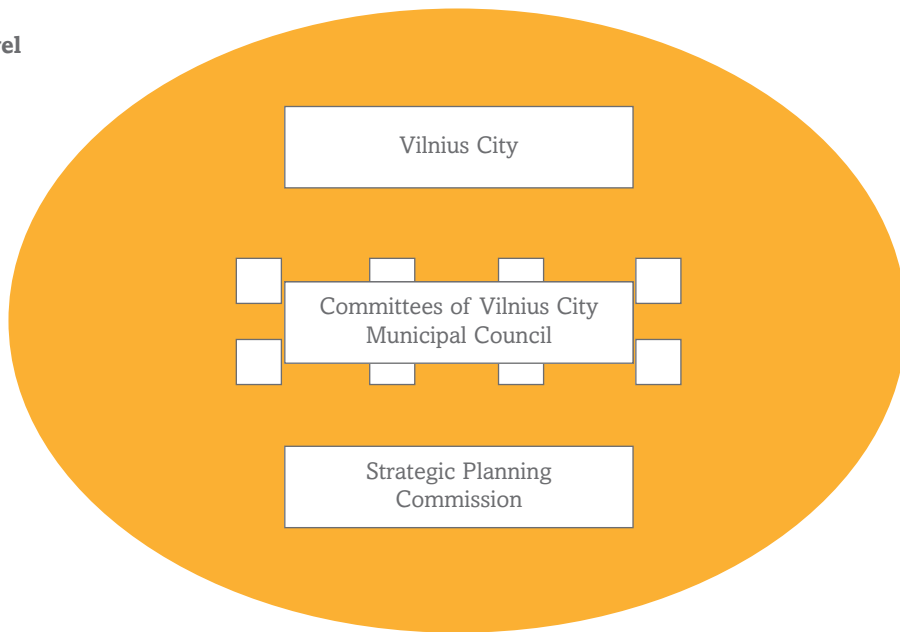 Vilnius City
Committees of Vilnius City
Municipal Council
Strategic Planning
Commission